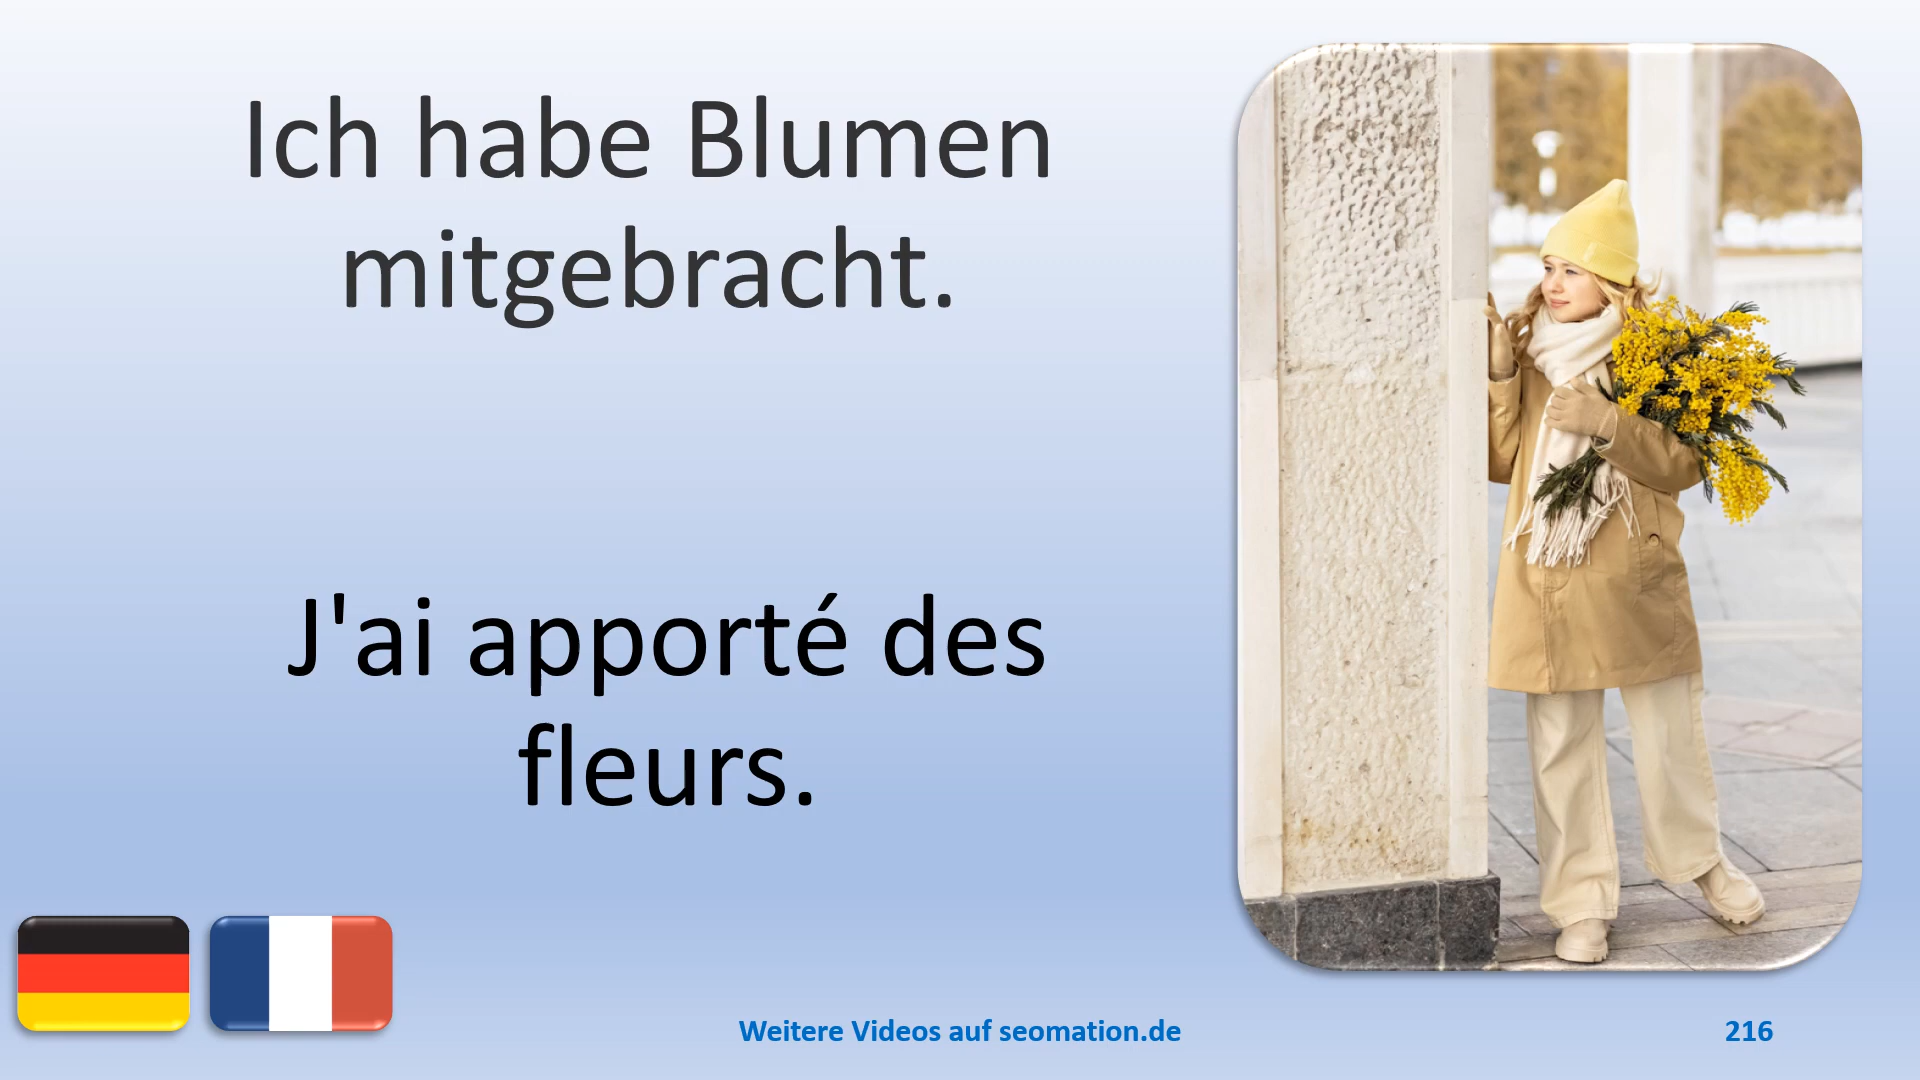 Ich habe Blumen
mitgebracht.
J'ai apporté des
fleurs.
Weitere Videos auf seomation.de
216